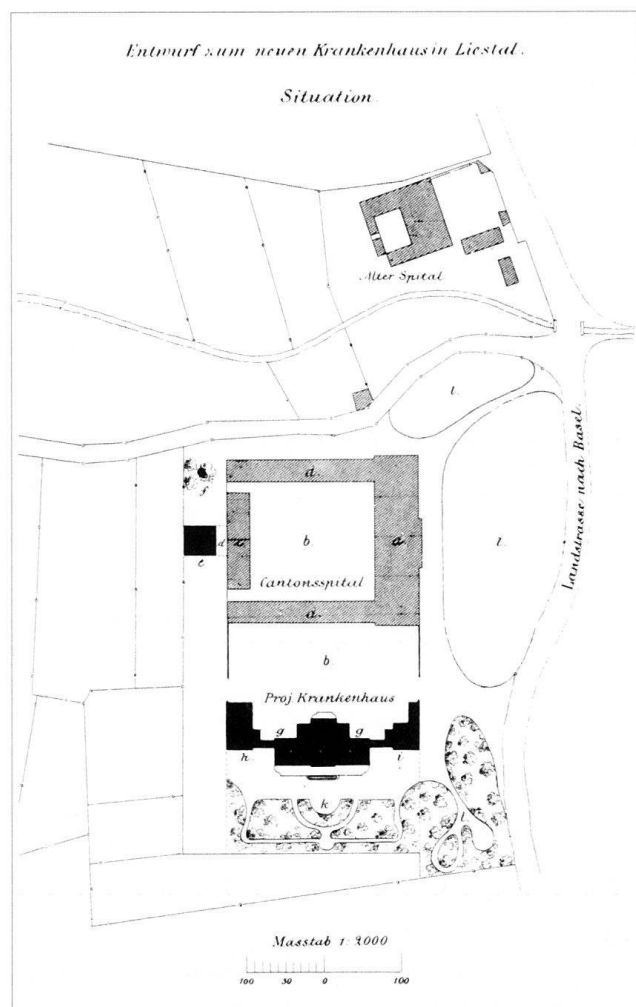 Entwurf zum neuen Krankenhaus in Liestal.
Situation.
Alter Spital
l.
Landstrasse nach Basel.
f
d.
c
d
b.
a.
l.
Cantonsspital
a.
b
Proj. Krankenhaus
g
g
h
i
k
l
Masstab 1:2000
100 50 0 100